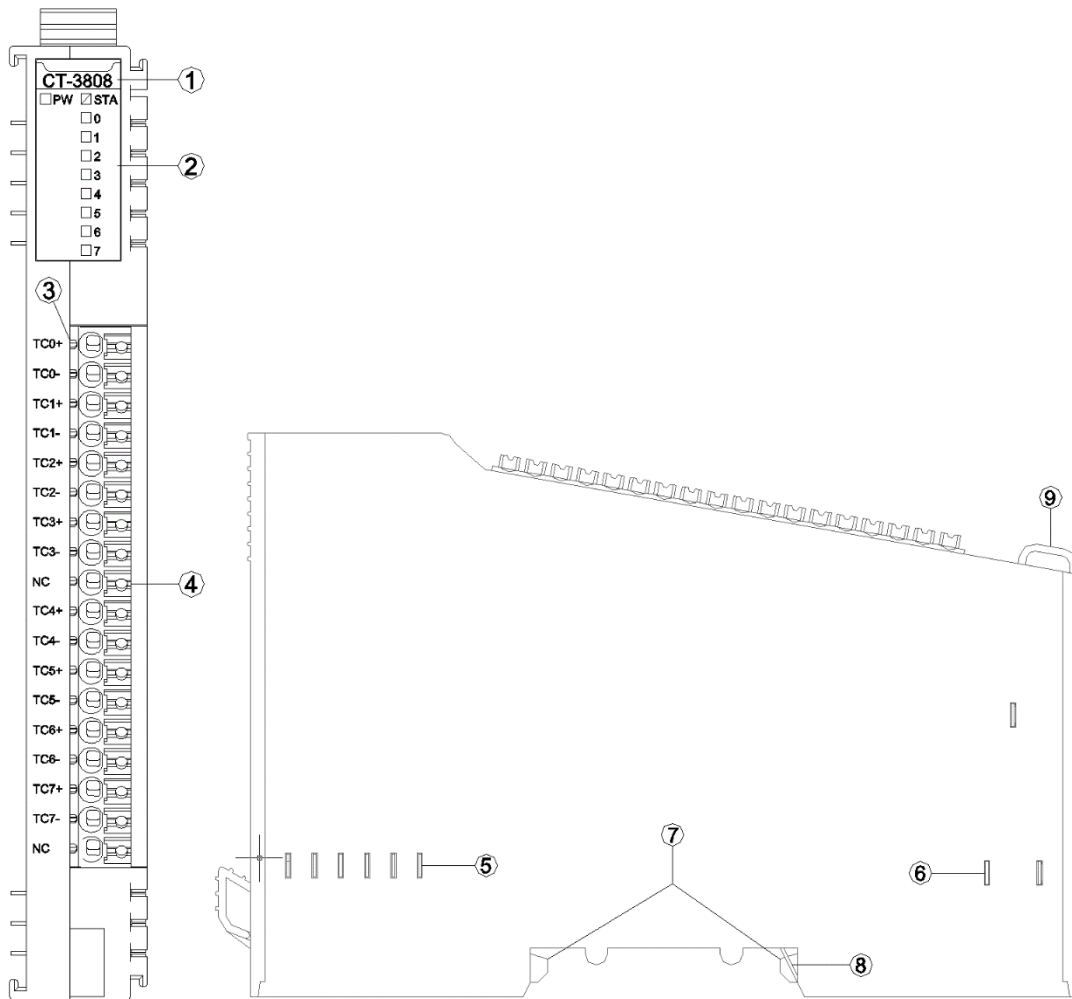 CT-3808
1
PW STA
0
1
2
2
3
4
5
6
7
3
TC0+
TC0-
TC1+
TC1-
TC2+
TC2-
TC3+
TC3-
NC
4
TC4+
TC4-
TC5+
TC5-
TC6+
TC6-
TC7+
TC7-
NC
9
7
5
6
8